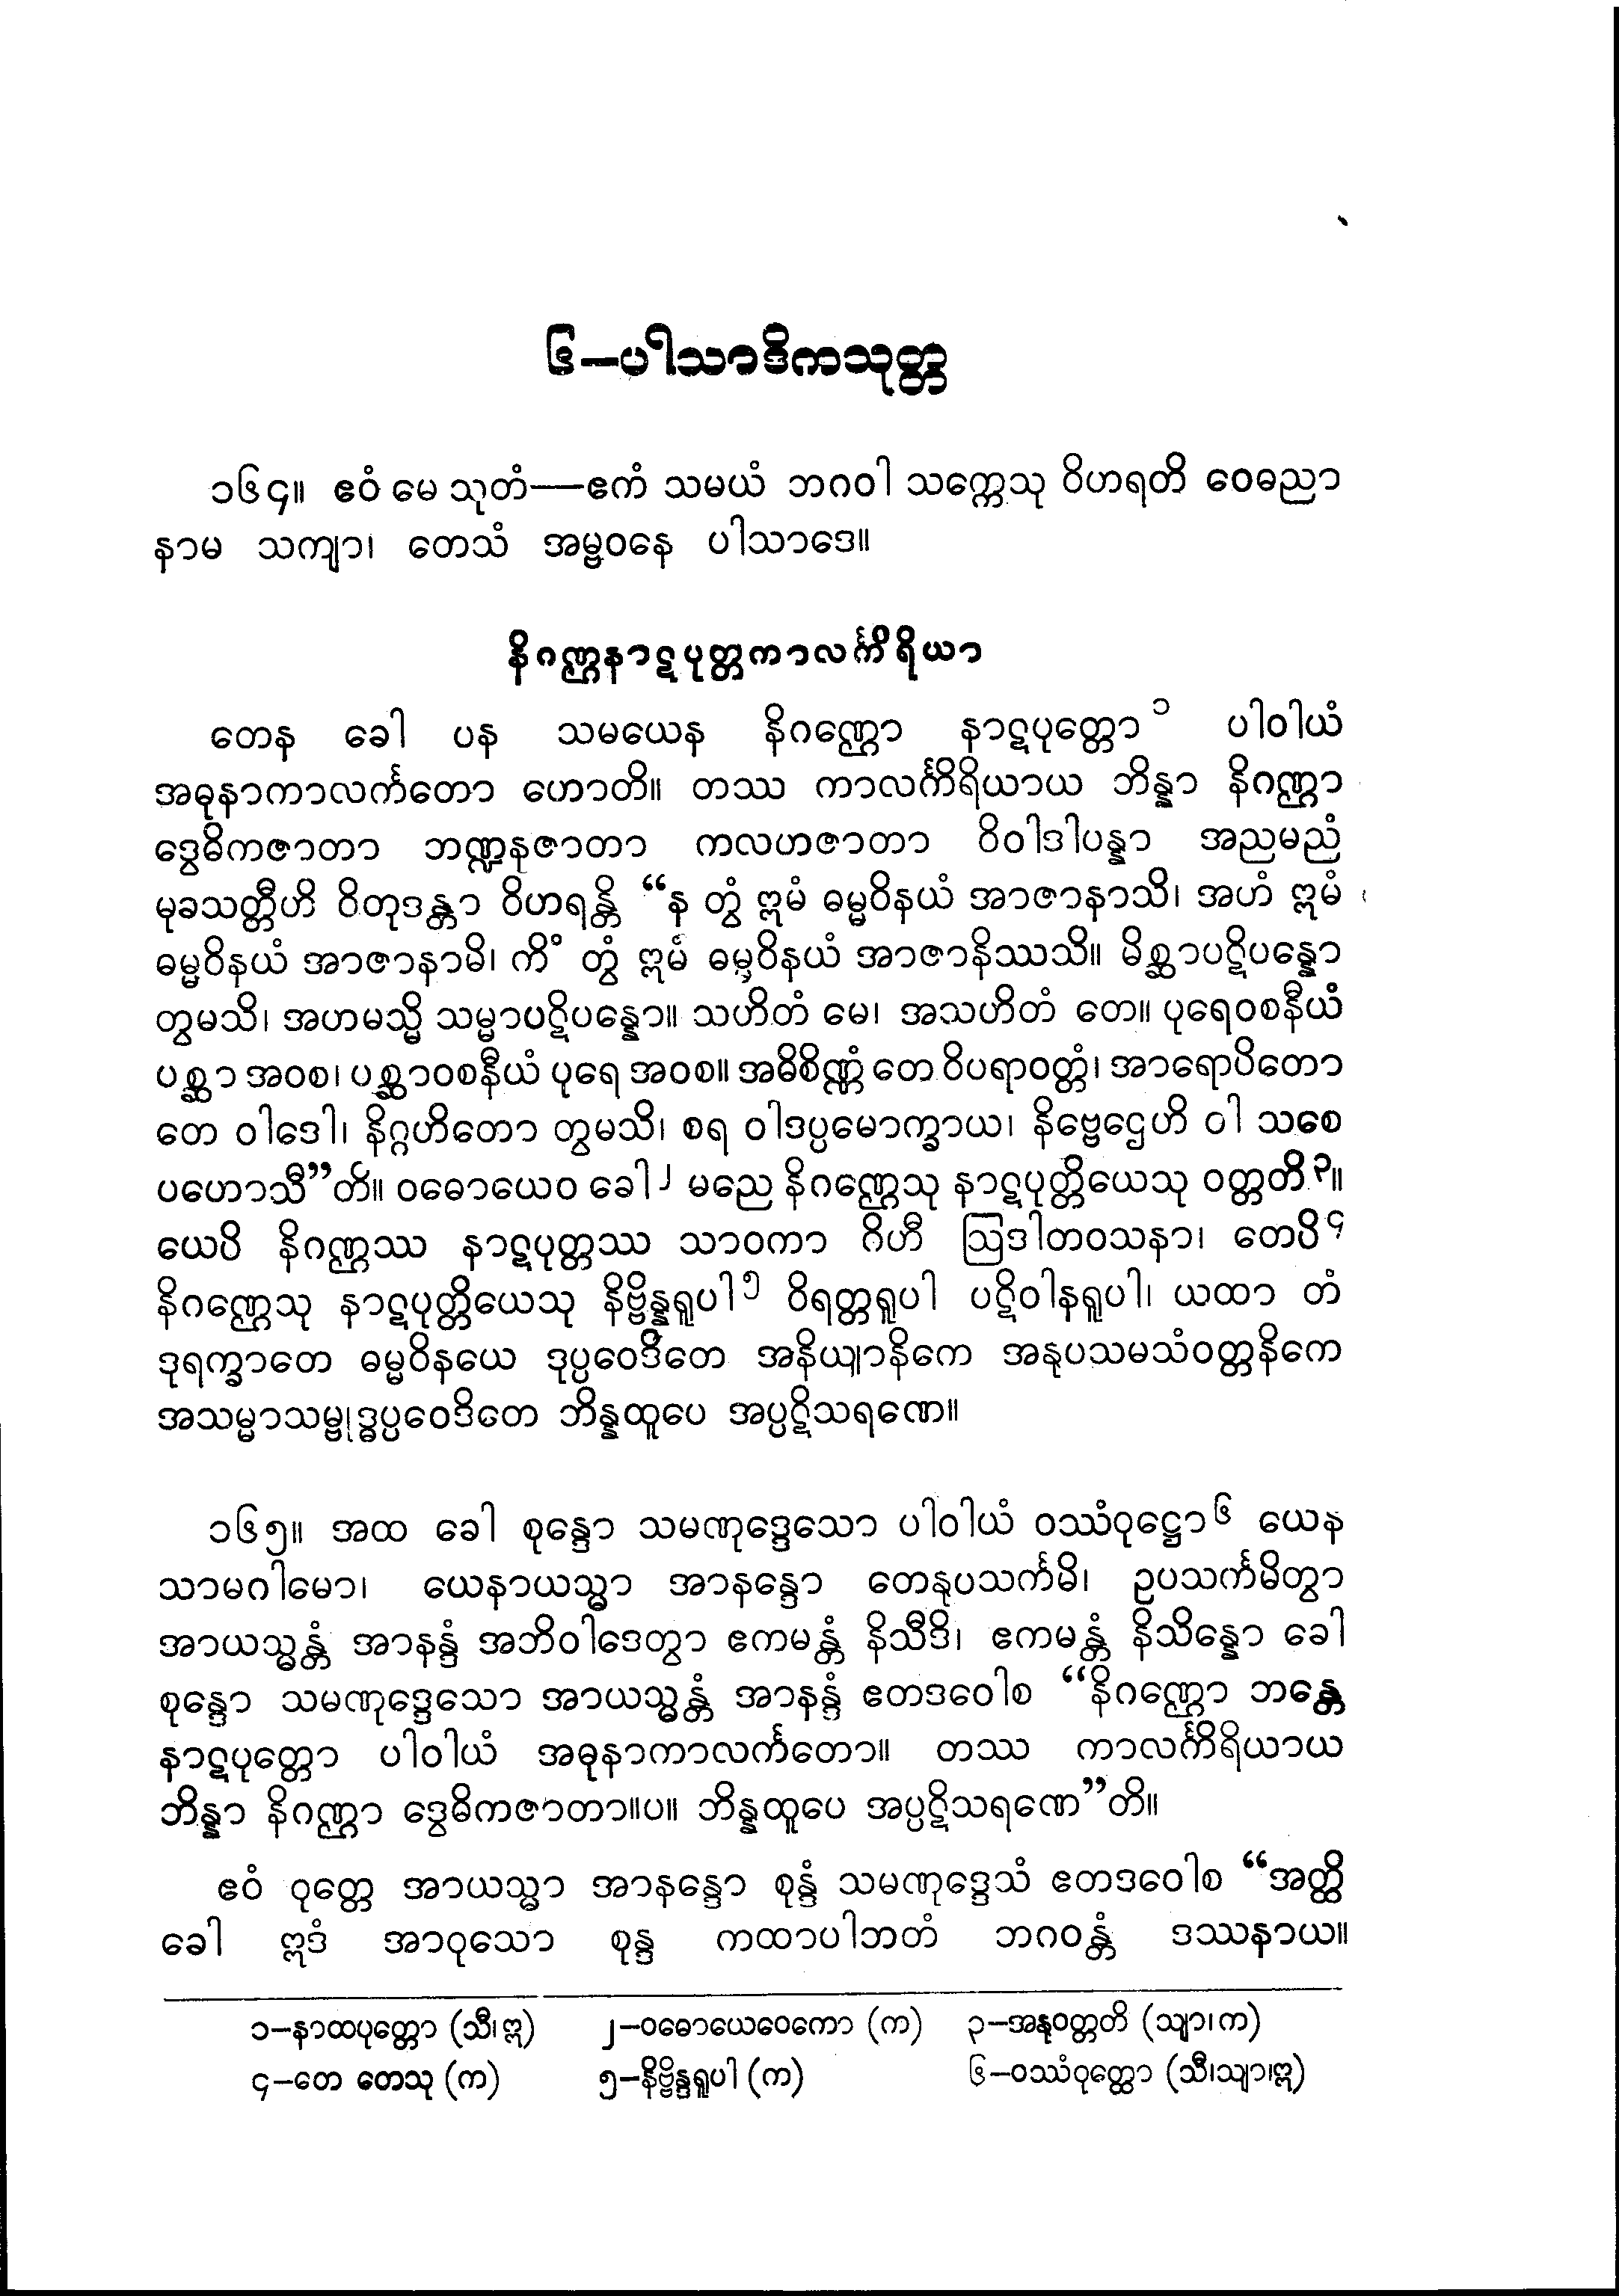 ၆–ပါသာဒိကသုတ္တ
၁၆၄။ ဧဝံ မေ သုတံ—ဧကံ သမယံ ဘဂဝါ သက္ကေသု ဝိဟရတိ ဝေဓညာ
နာမ သကျာ၊ တေသံ အမ္ဗဝနေ ပါသာဒေ။
နိဂဏ္ဌနာဋပုတ္တကာလင်္ကိရိယာ
တေန ခေါ ပန သမယေန နိဂဏ္ဌော နာဋပုတ္တော၁ ပါဝါယံ
အဓုနာကာလင်္ကတော ဟောတိ။ တဿ ကာလင်္ကိရိယာယ ဘိန္နာ နိဂဏ္ဌာ
ဒွေဓိကဇာတာ ဘဏ္ဍနဇာတာ ကလဟဇာတာ ဝိဝါဒါပန္နာ အညမညံ
မုခသတ္တီဟိ ဝိတုဒန္တာ ဝိဟရန္တိ “န တွံ ဣမံ ဓမ္မဝိနယံ အာဇာနာသိ၊ အဟံ ဣမံ
ဓမ္မဝိနယံ အာဇာနာမိ၊ ကိံ တွံ ဣမံ ဓမ္မဝိနယံ အာဇာနိဿသိ။ မိစ္ဆာပဋိပန္နော
တွမသိ၊ အဟမသ္မိ သမ္မာပဋိပန္နော။ သဟိတံ မေ၊ အသဟိတံ တေ။ ပုရေဝစနီယံ
ပစ္ဆာ အဝစ၊ ပစ္ဆာဝစနီယံ ပုရေ အဝစ။ အဓိစိဏ္ဏံ တေ ဝိပရာဝတ္တံ၊ အာရောပိတော
တေ ဝါဒေါ၊ နိဂ္ဂဟိတော တွမသိ၊ စရ ဝါဒပ္ပမောက္ခာယ၊ နိဗ္ဗေဌေဟိ ဝါ သစေ
ပဟောသီ”တိ။ ဝဓောယေဝ ခေါ၂ မညေ နိဂဏ္ဌေသု နာဋပုတ္တိယေသု ဝတ္တတိ၃။
ယေပိ နိဂဏ္ဌဿ နာဋပုတ္တဿ သာဝကာ ဂိဟီ ဩဒါတဝသနာ၊ တေပိ၄
နိဂဏ္ဌေသု နာဋပုတ္တိယေသု နိဗ္ဗိန္နရူပါ၅ ဝိရတ္တရူပါ ပဋိဝါနရူပါ၊ ယထာ တံ
ဒုရက္ခာတေ ဓမ္မဝိနယေ ဒုပ္ပဝေဒိတေ အနိယျာနိကေ အနုပသမသံဝတ္တနိကေ
အသမ္မာသမ္ဗုဒ္ဓပ္ပဝေဒိတေ ဘိန္နထူပေ အပ္ပဋိသရဏေ။
၁၆၅။ အထ ခေါ စုန္ဒော သမဏုဒ္ဒေသော ပါဝါယံ ဝဿံဝုဋ္ဌော၆ ယေန
သာမဂါမော၊ ယေနာယသ္မာ အာနန္ဒော တေနုပသင်္ကမိ၊ ဥပသင်္ကမိတွာ
အာယသ္မန္တံ အာနန္ဒံ အဘိဝါဒေတွာ ဧကမန္တံ နိသီဒိ၊ ဧကမန္တံ နိသိန္နော ခေါ
စုန္ဒော သမဏုဒ္ဒေသော အာယသ္မန္တံ အာနန္ဒံ ဧတဒဝေါစ “နိဂဏ္ဌော ဘန္တေ
နာဋပုတ္တော ပါဝါယံ အဓုနာကာလင်္ကတော။ တဿ ကာလင်္ကိရိယာယ
ဘိန္နာ နိဂဏ္ဌာ ဒွေဓိကဇာတာ။ပ။ ဘိန္နထူပေ အပ္ပဋိသရဏေ”တိ။
ဧဝံ ဝုတ္တေ အာယသ္မာ အာနန္ဒော စုန္ဒံ သမဏုဒ္ဒေသံ ဧတဒဝေါစ “အတ္ထိ
ခေါ ဣဒံ အာဝုသော စုန္ဒ ကထာပါဘတံ ဘဂဝန္တံ ဒဿနာယ။
၁–နာထပုတ္တော (သီ၊ဣ) ၂–ဝဓောယေဝေကော (က) ၃–အနုဝတ္တတိ (သျာ၊က)
၄–တေ တေသု (က) ၅–နိဗ္ဗိန္ဒရူပါ (က) ၆–ဝဿံဝုတ္ထော (သီ၊သျာ၊ဣ)